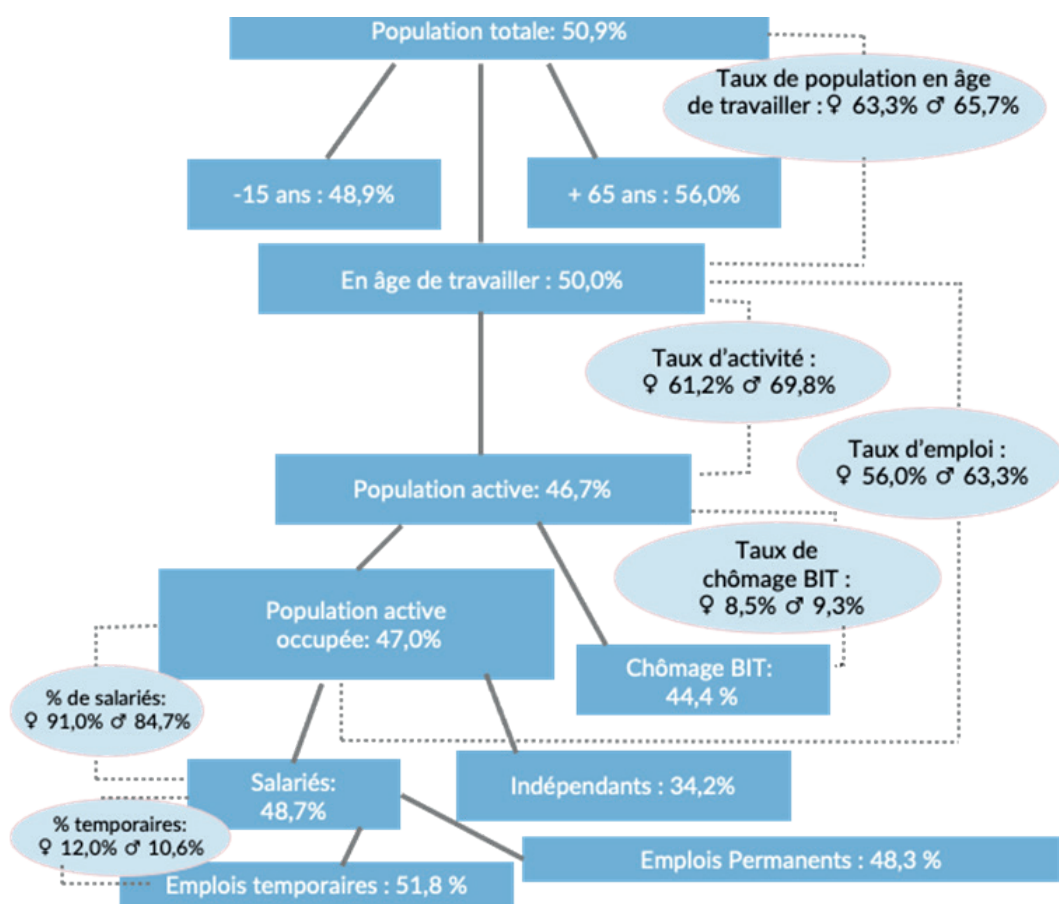 Population totale: 50,9%
Taux de population en âge
de travailler : ♀ 63,3% ♂ 65,7%
-15 ans : 48,9%
+ 65 ans : 56,0%
En âge de travailler : 50,0%
Taux d'activité :
♀ 61,2% ♂ 69,8%
Taux d'emploi :
♀ 56,0% ♂ 63,3%
Population active: 46,7%
Taux de
chômage BIT :
♀ 8,5% ♂ 9,3%
Population active
occupée: 47,0%
Chômage BIT:
44,4 %
% de salariés:
♀ 91,0% ♂ 84,7%
Salariés:
48,7%
Indépendants : 34,2%
% temporaires:
♀ 12,0% ♂ 10,6%
Emplois Permanents : 48,3 %
Emplois temporaires : 51,8 %